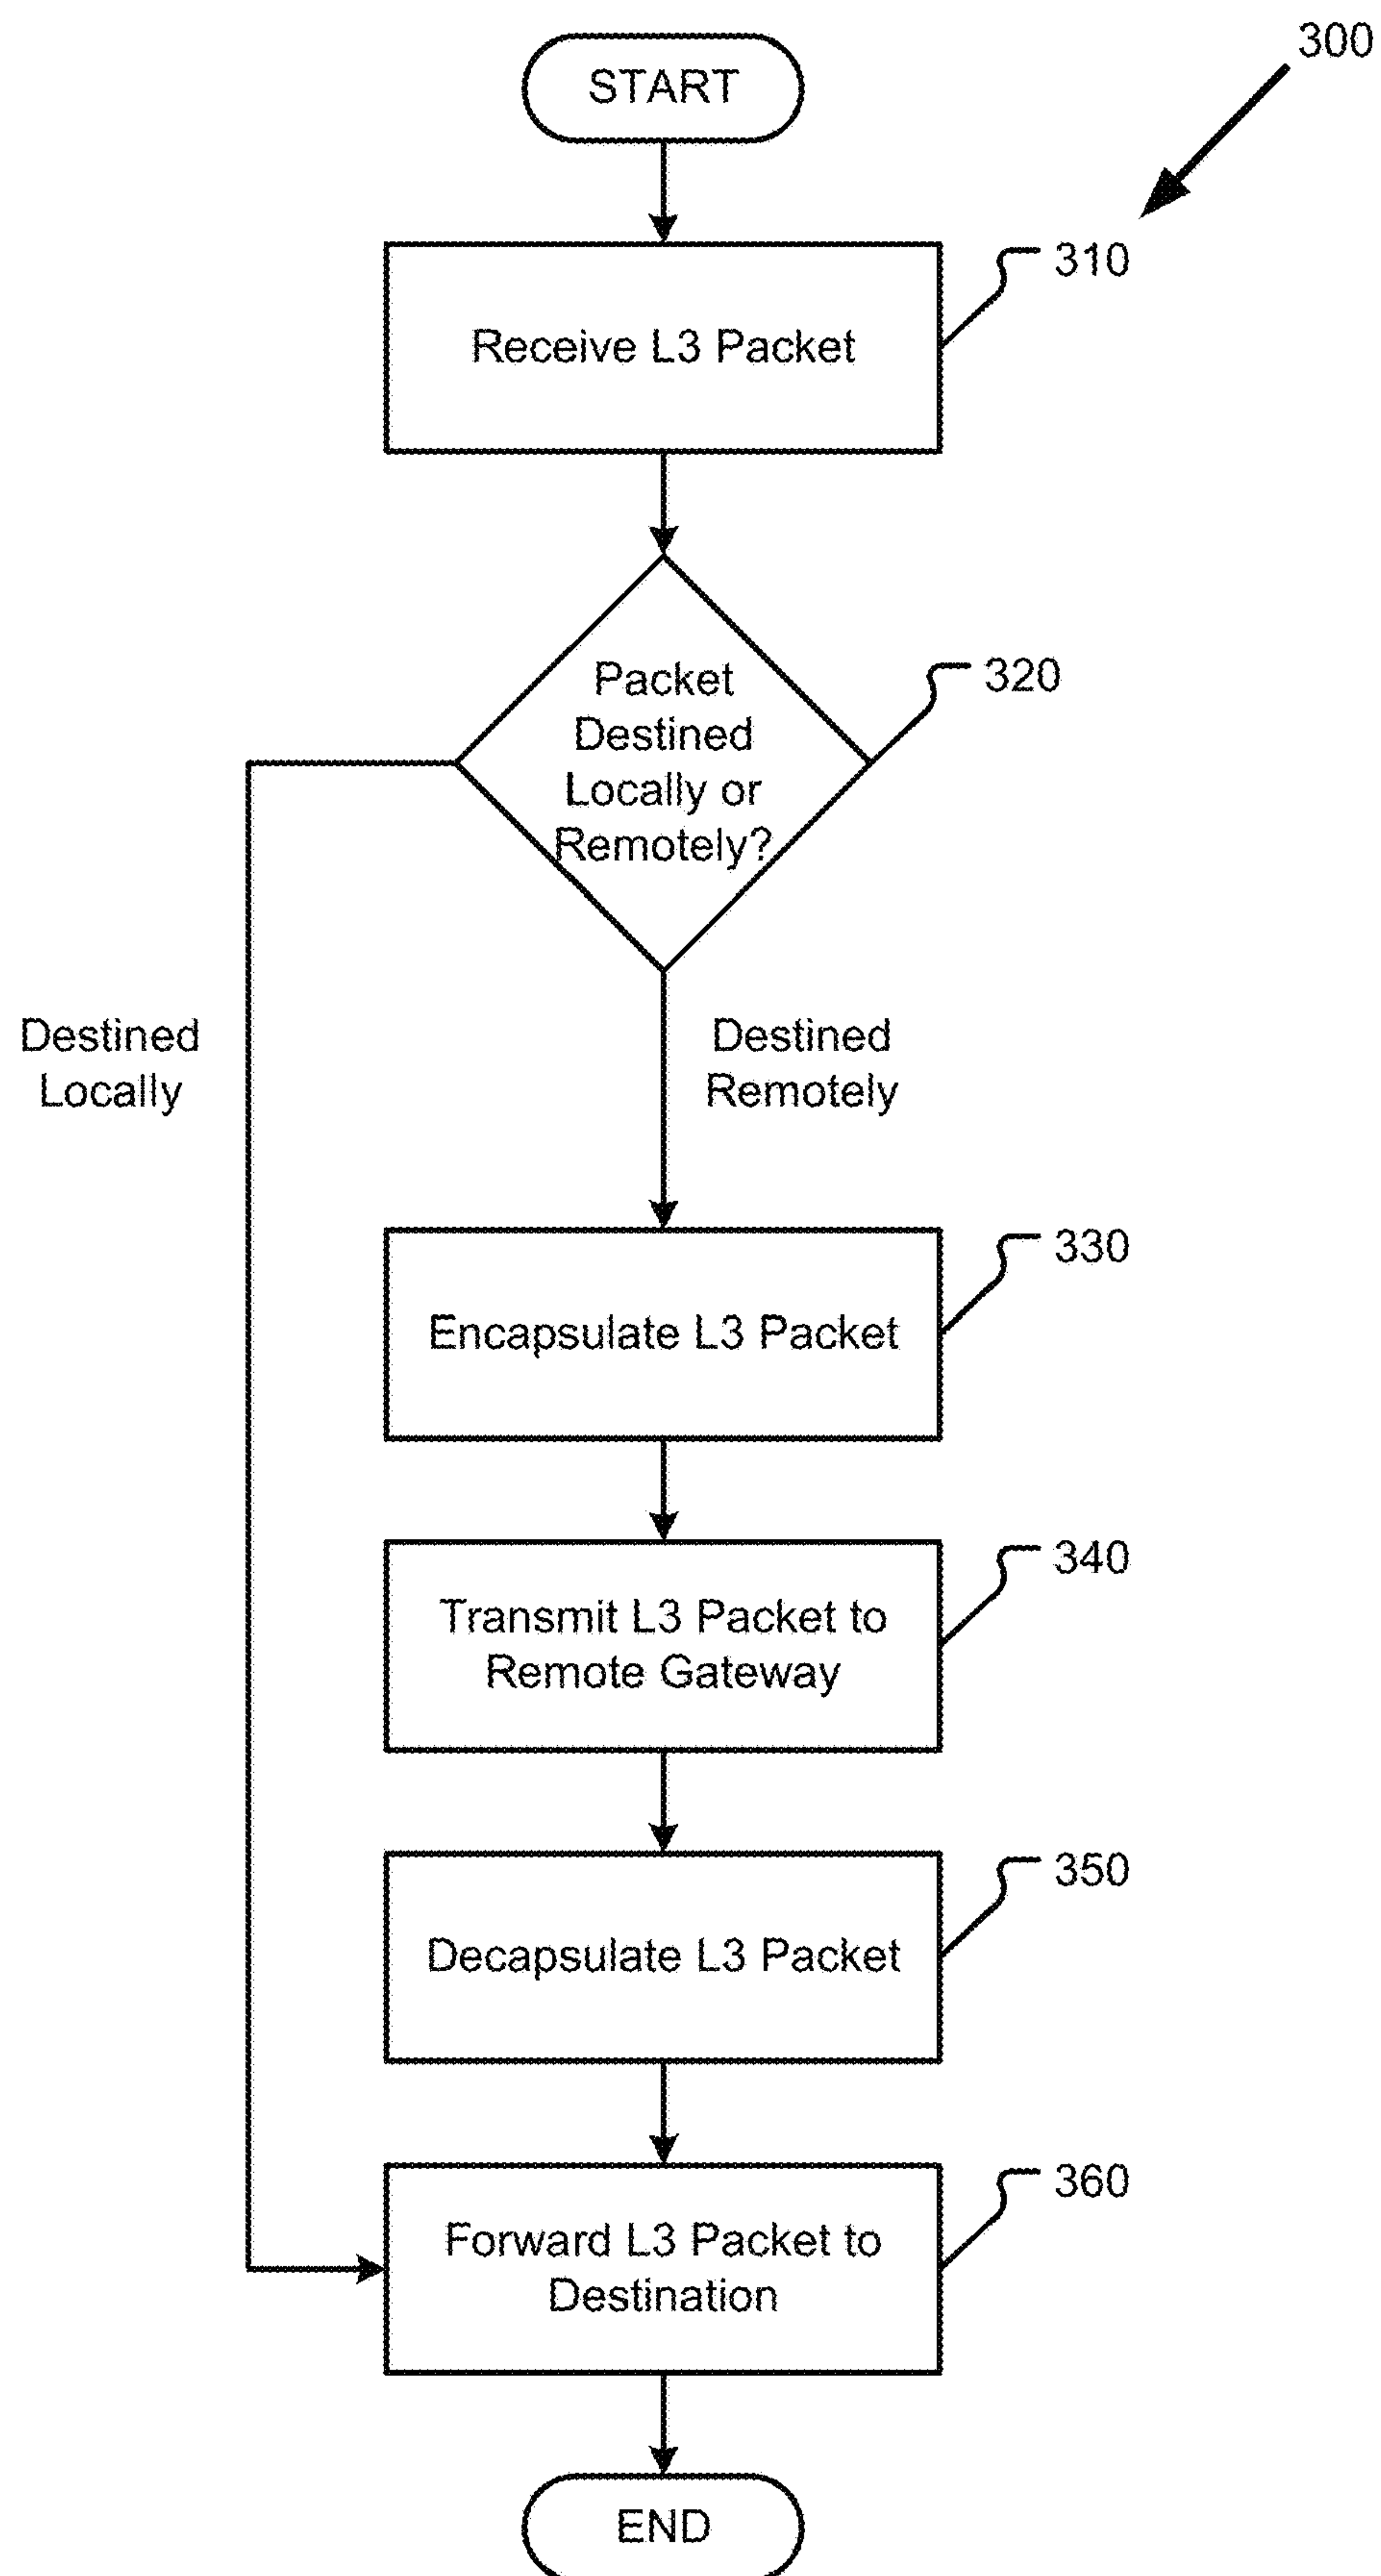 300
START
310
Receive L3 Packet
320
Packet
Destined
Locally or
Remotely?
Destined
Locally
Destined
Remotely
330
Encapsulate L3 Packet
340
Transmit L3 Packet to
Remote Gateway
350
Decapsulate L3 Packet
360
Forward L3 Packet to
Destination
END